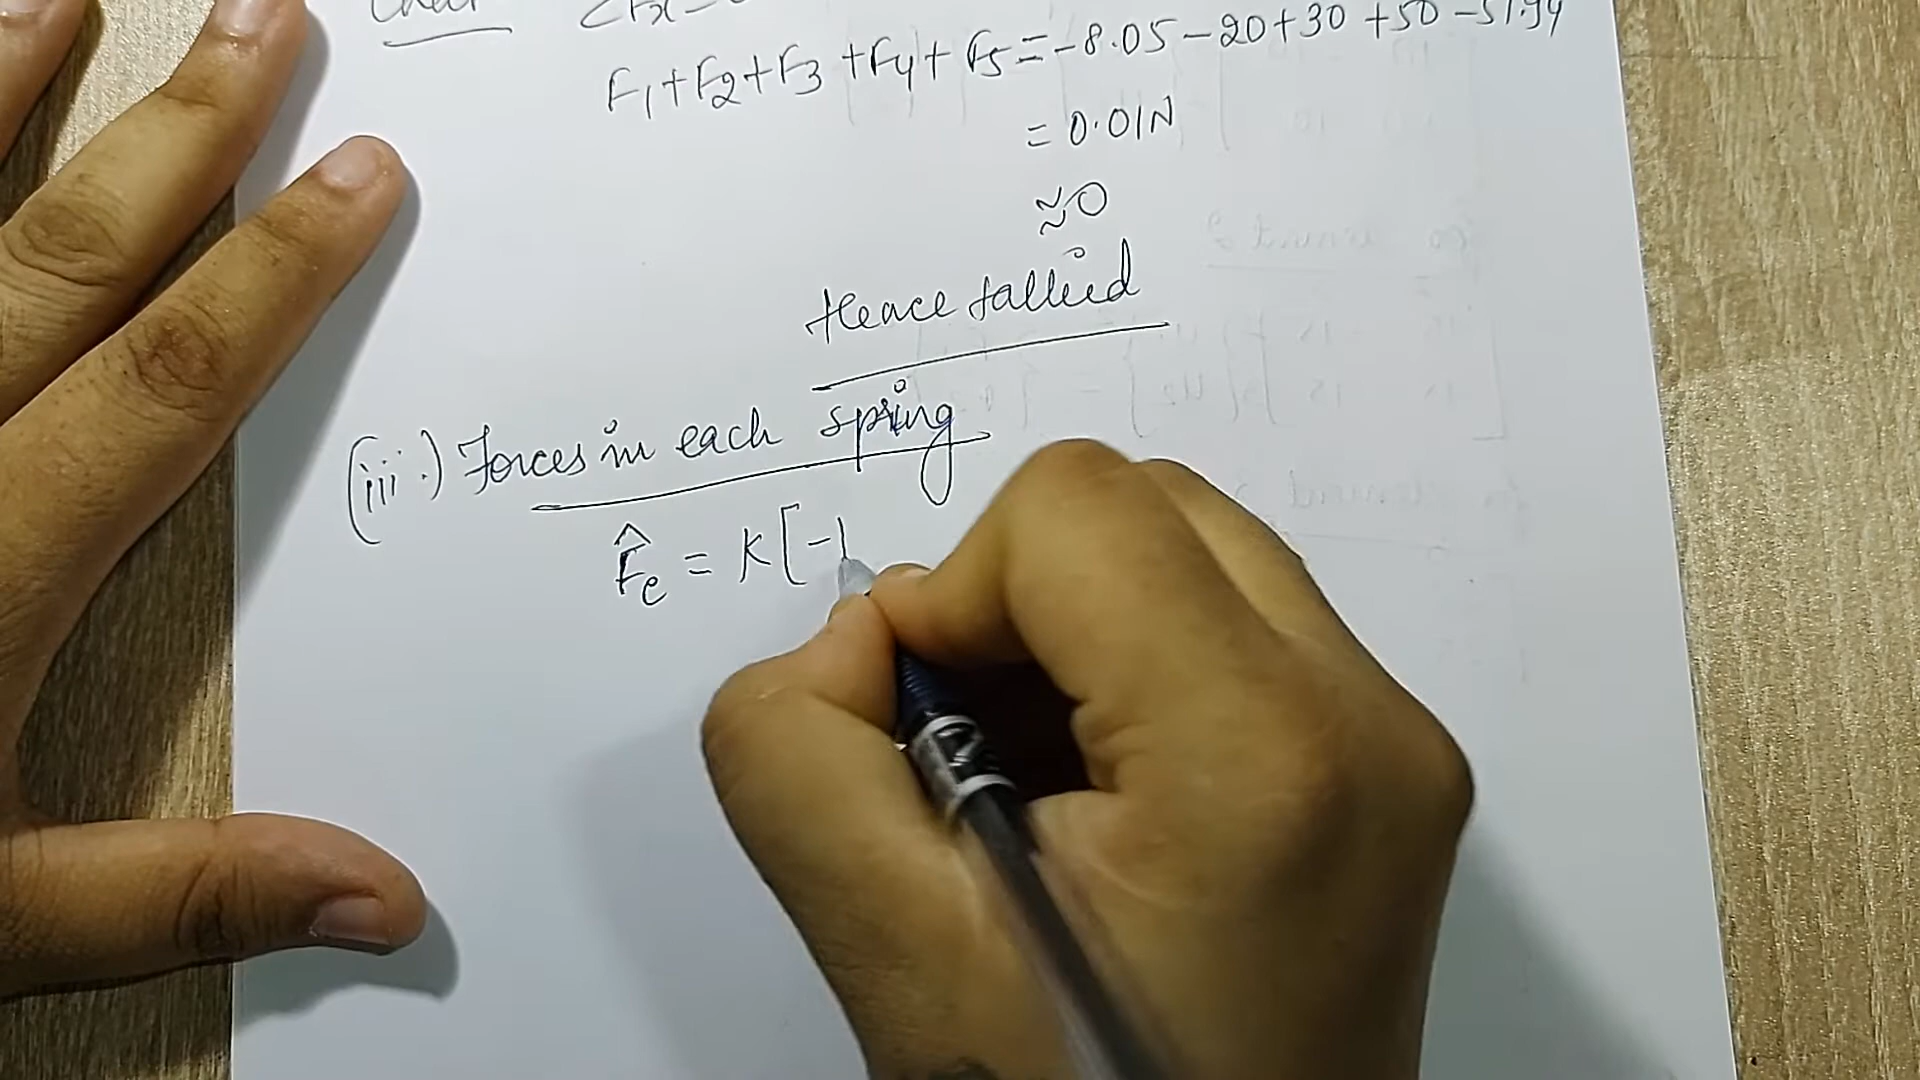 F1+F2+F3+F4+F5=-8.05-20+30+50-51.94
=0.01N
≈0
Hence tallied
(iii.) Forces in each spring
F̂e = K[-1